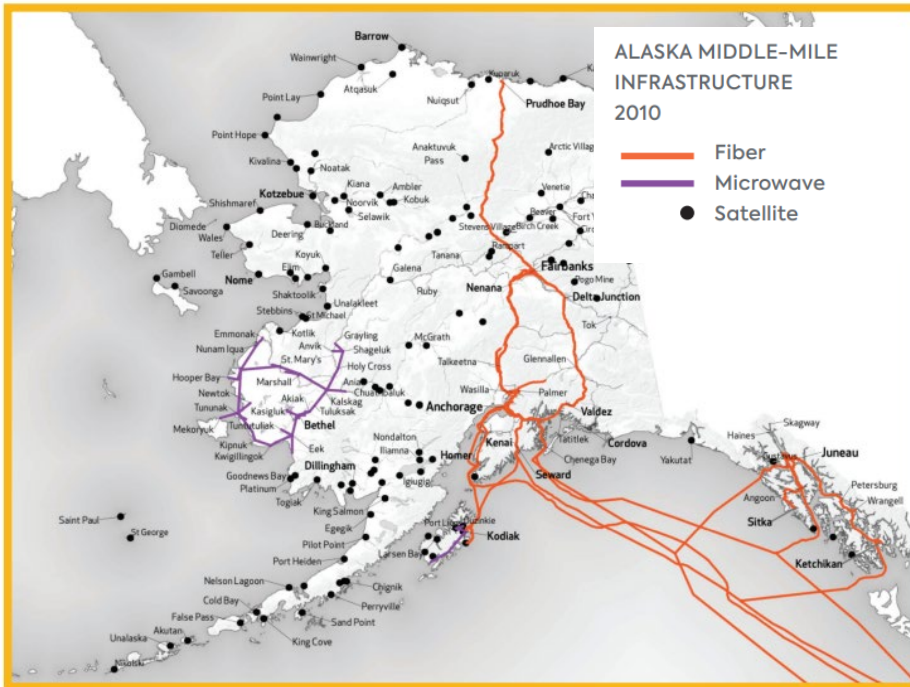 ALASKA MIDDLE-MILE
INFRASTRUCTURE
2010
Fiber
Microwave
Satellite
Barrow
Wainwright
Atqasuk
Kuparuk
Prudhoe Bay
Nuiqsut
Point Lay
Point Hope
Anaktuvuk
Pass
Arctic Village
Kivalina
Noatak
Kiana
Ambler
Venetie
Kotzebue
Noorvik
Kobuk
Shishmaref
Selawik
Beaver
Fort Y
Diomede
Deering
Buckland
Stevens Village
Birch Creek
Wales
Rampart
Teller
Koyuk
Tanana
Galena
Fairbanks
Gambell
Elim
Nome
Nenana
Pogo Mine
Savoonga
Shaktoolik
Ruby
Delta Junction
Unalakleet
Stebbins
St Michael
Tok
Emmonak
Kotlik
Grayling
McGrath
Nunam Iqua
Anvik
Shageluk
Glennallen
St. Mary's
Talkeetna
Holy Cross
Hooper Bay
Marshall
Wasilla
Palmer
Newtok
Akiak
Chuathbaluk
Kalskag
Anchorage
Tununak
Kasigluk
Tuluksak
Valdez
Mekoryuk
Tuntutuliak
Bethel
Kenai
Tatitlek
Cordova
Skagway
Haines
Kipnuk
Eek
Nondalton
Chenega Bay
Yakutat
Juneau
Kwigillingok
Iliamna
Homer
Gustavus
Goodnews Bay
Dillingham
Igiugig
Seward
Petersburg
Platinum
Angoon
Wrangell
Togiak
King Salmon
Sitka
Saint Paul
Egegik
Port Lions
Ouzinkie
St George
Pilot Point
Kodiak
Larsen Bay
Ketchikan
Port Heiden
Nelson Lagoon
Chignik
Cold Bay
Perryville
False Pass
Sand Point
Akutan
Unalaska
King Cove
Nikolski